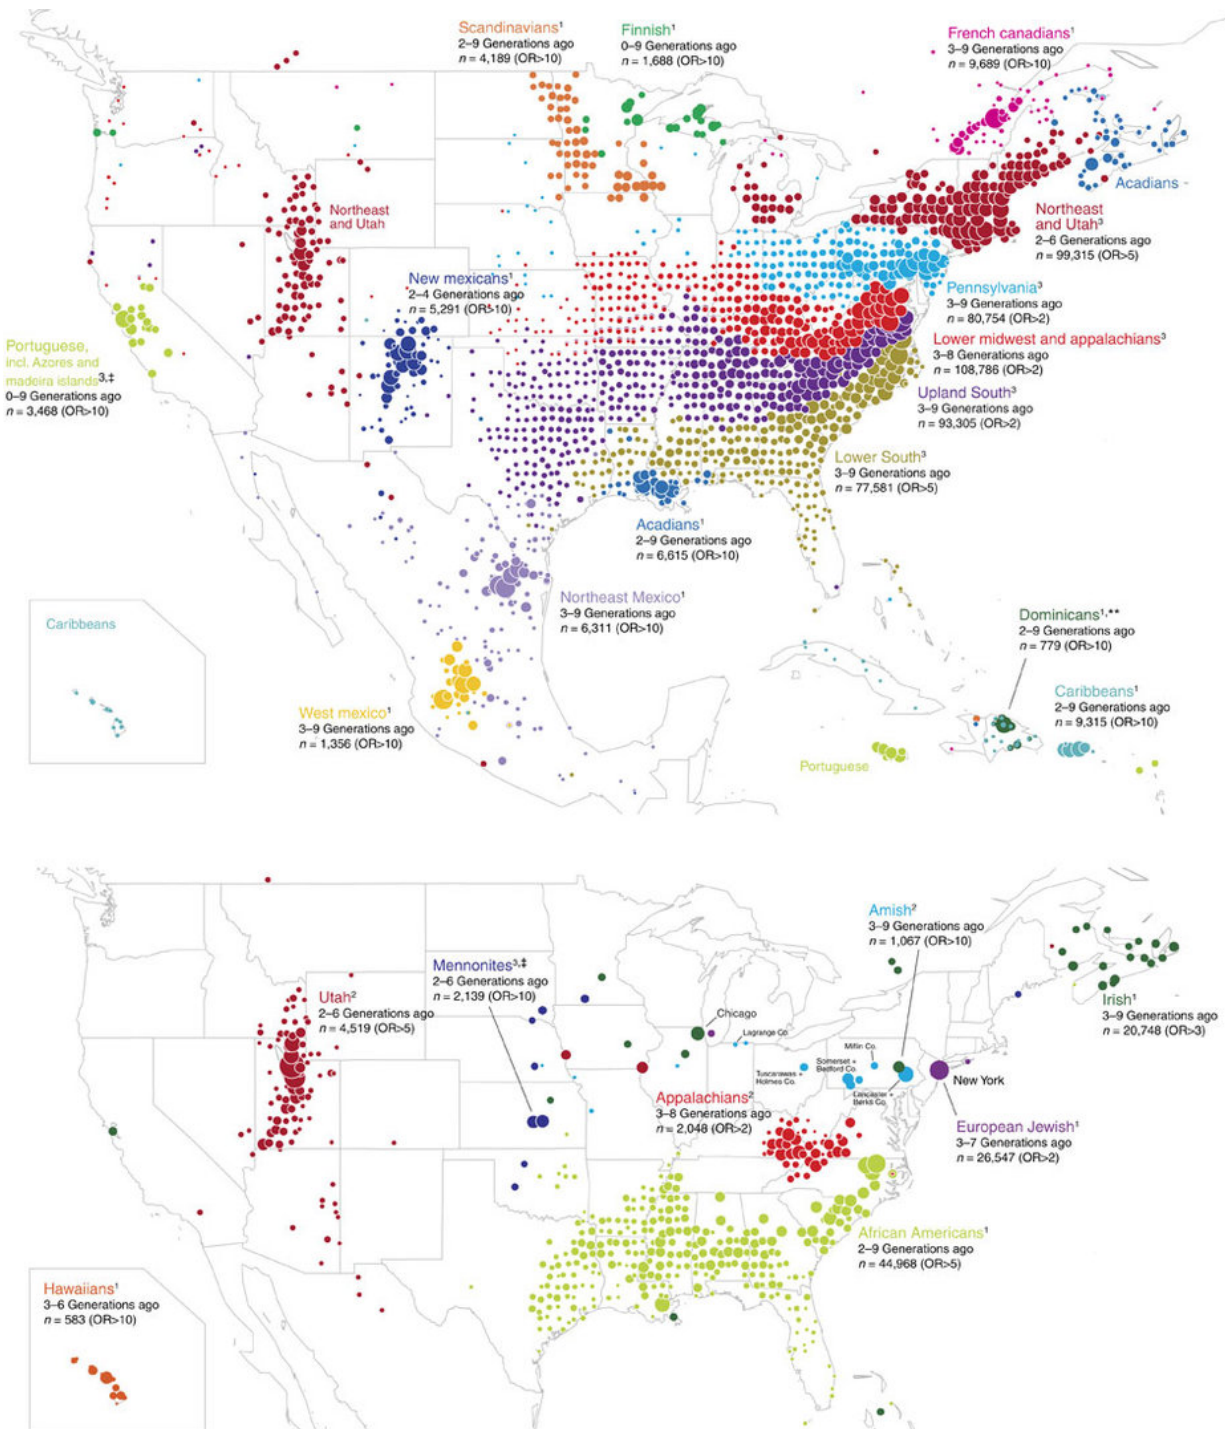 Scandinavians¹
2–9 Generations ago
n = 4,189 (OR>10)
Finnish¹
0–9 Generations ago
n = 1,688 (OR>10)
French canadians¹
3–9 Generations ago
n = 9,689 (OR>10)
Acadians
Northeast
and Utah
Northeast
and Utah³
2–6 Generations ago
n = 99,315 (OR>5)
New mexicans¹
2–4 Generations ago
n = 5,291 (OR>10)
Pennsylvania³
3–9 Generations ago
n = 80,754 (OR>2)
Lower midwest and appalachians³
3–8 Generations ago
n = 108,786 (OR>2)
Portuguese,
incl. Azores and
madeira islands³,‡
0–9 Generations ago
n = 3,468 (OR>10)
Upland South³
3–9 Generations ago
n = 93,305 (OR>2)
Lower South³
3–9 Generations ago
n = 77,581 (OR>5)
Acadians¹
2–9 Generations ago
n = 6,615 (OR>10)
Northeast Mexico¹
3–9 Generations ago
n = 6,311 (OR>10)
Caribbeans
Dominicans¹,**
2–9 Generations ago
n = 779 (OR>10)
Caribbeans¹
2–9 Generations ago
n = 9,315 (OR>10)
West mexico¹
3–9 Generations ago
n = 1,356 (OR>10)
Portuguese
Amish²
3–9 Generations ago
n = 1,067 (OR>10)
Mennonites³,‡
2–6 Generations ago
n = 2,139 (OR>10)
Utah²
2–6 Generations ago
n = 4,519 (OR>5)
Irish¹
3–9 Generations ago
n = 20,748 (OR>3)
Chicago
Lagrange Co.
Mifflin Co.
Somerset +
Bedford Co.
Tuscarawas +
Holmes Co.
Lancaster +
Berks Co.
New York
Appalachians²
3–8 Generations ago
n = 2,048 (OR>2)
European Jewish¹
3–7 Generations ago
n = 26,547 (OR>2)
African Americans¹
2–9 Generations ago
n = 44,968 (OR>5)
Hawaiians¹
3–6 Generations ago
n = 583 (OR>10)